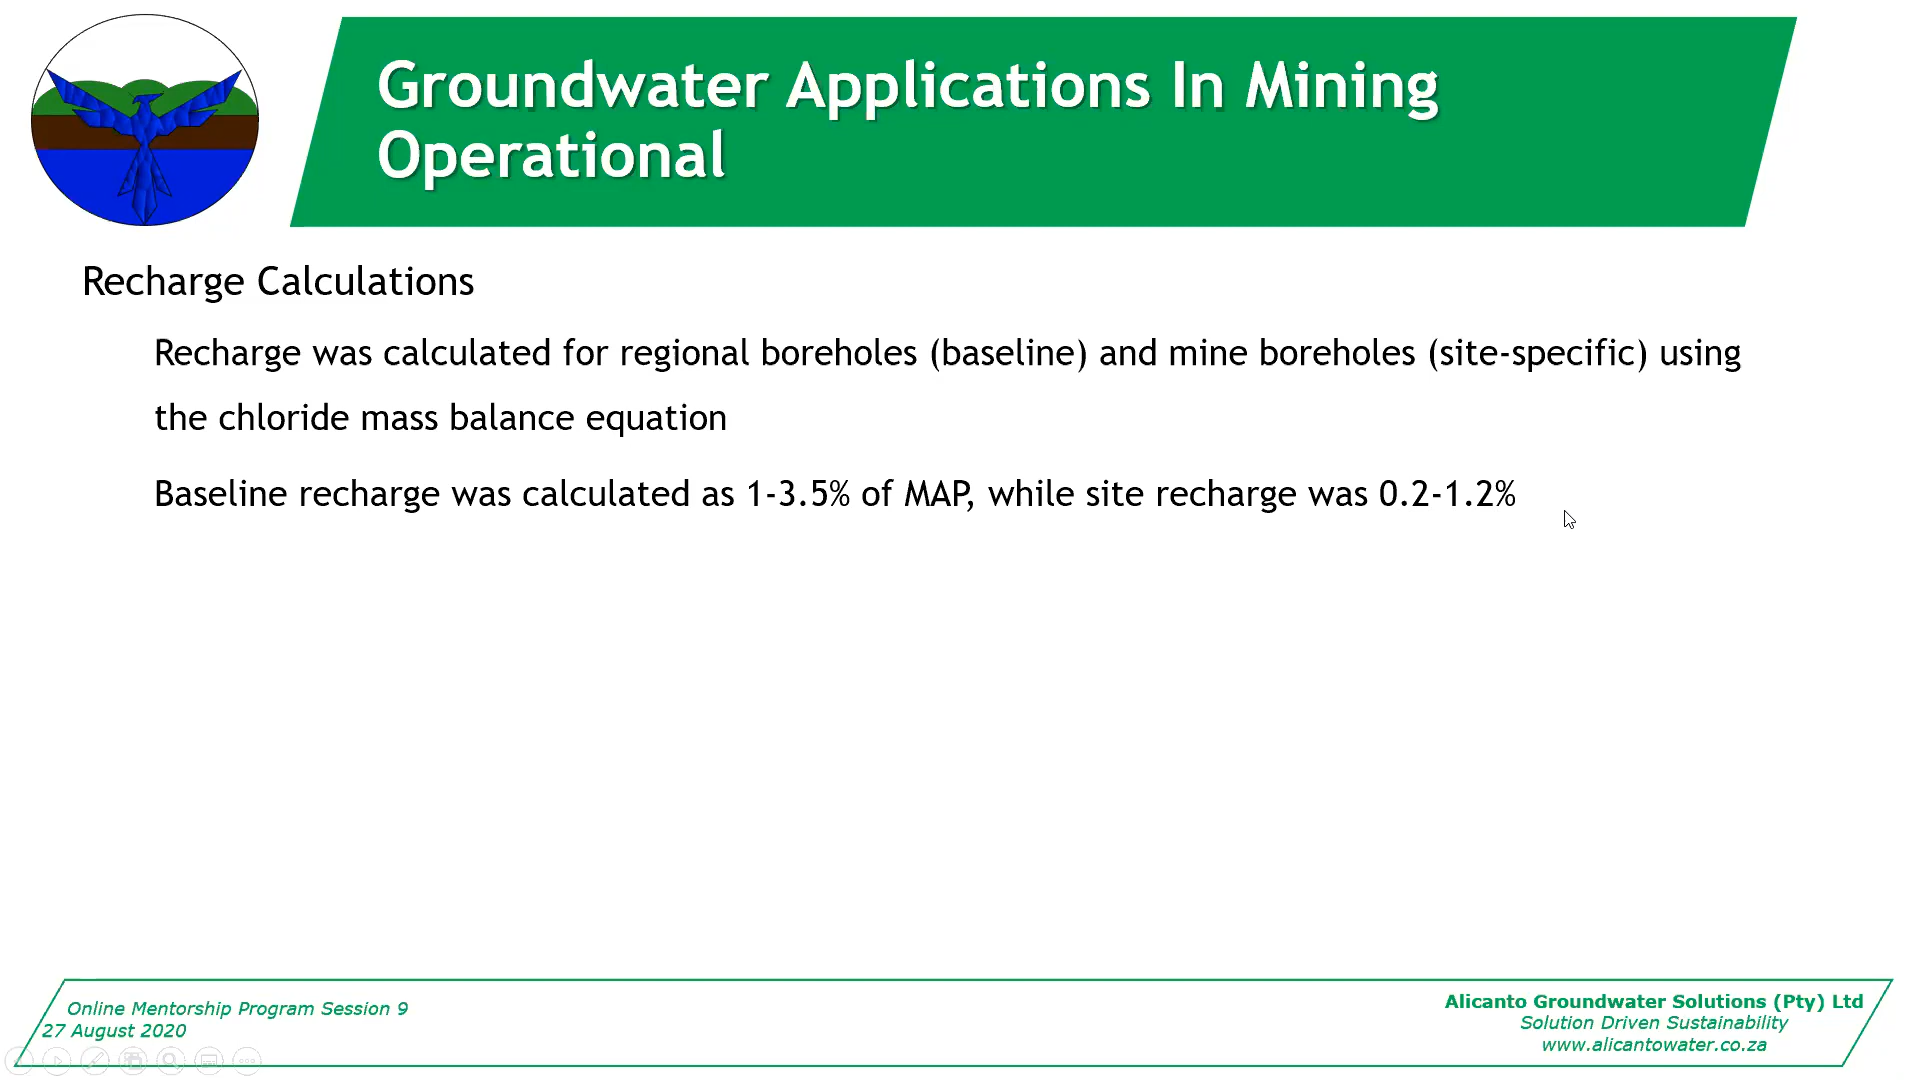 Groundwater Applications In Mining
Operational
Recharge Calculations
Recharge was calculated for regional boreholes (baseline) and mine boreholes (site-specific) using
the chloride mass balance equation
Baseline recharge was calculated as 1-3.5% of MAP, while site recharge was 0.2-1.2%
Online Mentorship Program Session 9
27 August 2020
Alicanto Groundwater Solutions (Pty) Ltd
Solution Driven Sustainability
www.alicantowater.co.za